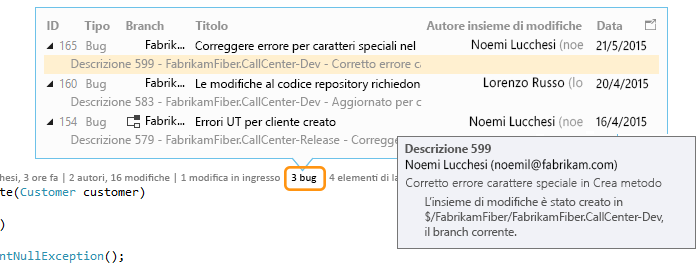 ID Tipo Branch Titolo Autore insieme di modifiche Data
165 Bug Fabrik... Correggere errore per caratteri speciali nel Noemi Lucchesi (noe 21/5/2015
Descrizione 599 - FabrikamFiber.CallCenter-Dev - Corretto errore ca
160 Bug Fabrik... Le modifiche al codice repository richiedon Lorenzo Russo (lo 20/4/2015
Descrizione 583 - FabrikamFiber.CallCenter-Dev - Aggiornato per c
154 Bug Fabrik... Errori UT per cliente creato Noemi Lucchesi (noe 16/4/2015
Descrizione 579 - FabrikamFiber.CallCenter-Release - Corregg
Descrizione 599
Noemi Lucchesi (noemil@fabrikam.com)
Corretto errore carattere speciale in Crea metodo
L'insieme di modifiche è stato creato in
$/FabrikamFiber/FabrikamFiber.CallCenter-Dev,
il branch corrente.
hesi, 3 ore fa | 2 autori, 16 modifiche | 1 modifica in ingresso 3 bug 4 elementi di la
te(Customer customer)
)
ntNullException();